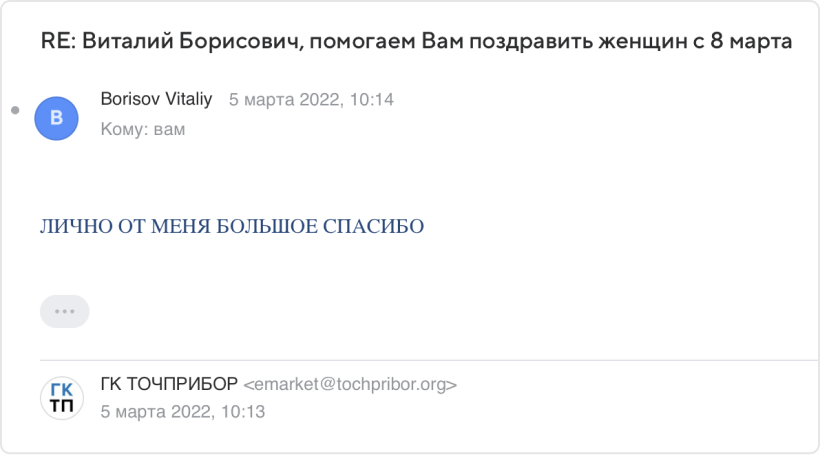 RE: Виталий Борисович, помогаем Вам поздравить женщин с 8 марта
Borisov Vitaliy 5 марта 2022, 10:14
B
Кому: вам
ЛИЧНО ОТ МЕНЯ БОЛЬШОЕ СПАСИБО
ГК ТОЧПРИБОР <emarket@tochpribor.org>
ГК
ТП
5 марта 2022, 10:13